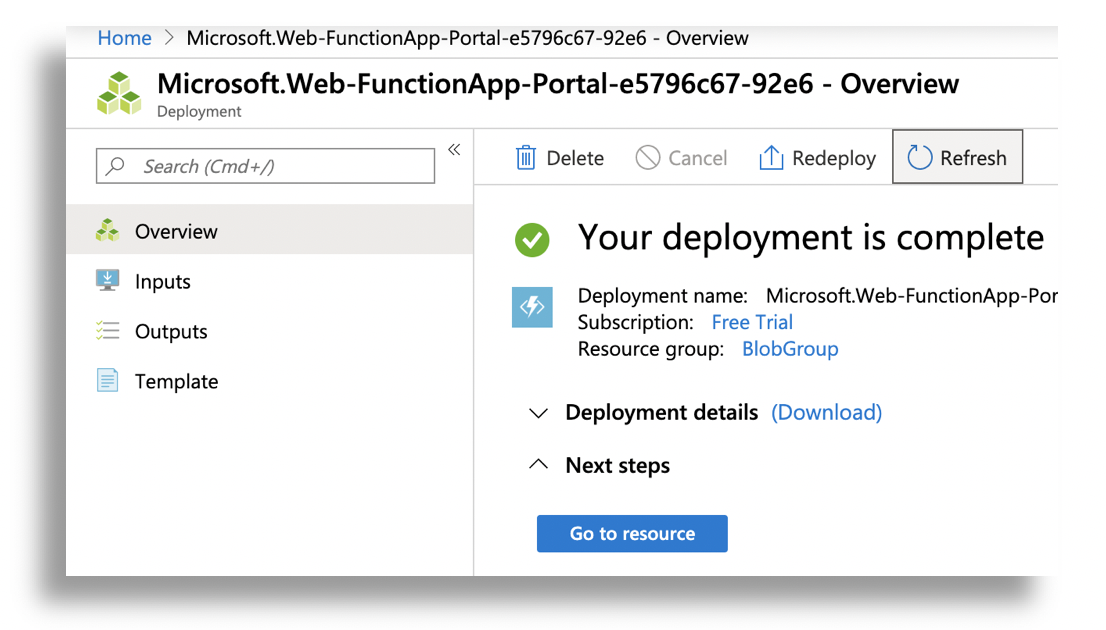 Home > Microsoft.Web-FunctionApp-Portal-e5796c67-92e6 - Overview
Microsoft.Web-FunctionApp-Portal-e5796c67-92e6 - Overview
Deployment
Search (Cmd+/)
«
Overview
Inputs
Outputs
Template
Delete
Cancel
Redeploy
Refresh
Your deployment is complete
Deployment name: Microsoft.Web-FunctionApp-Por
Subscription: Free Trial
Resource group: BlobGroup
Deployment details (Download)
Next steps
Go to resource